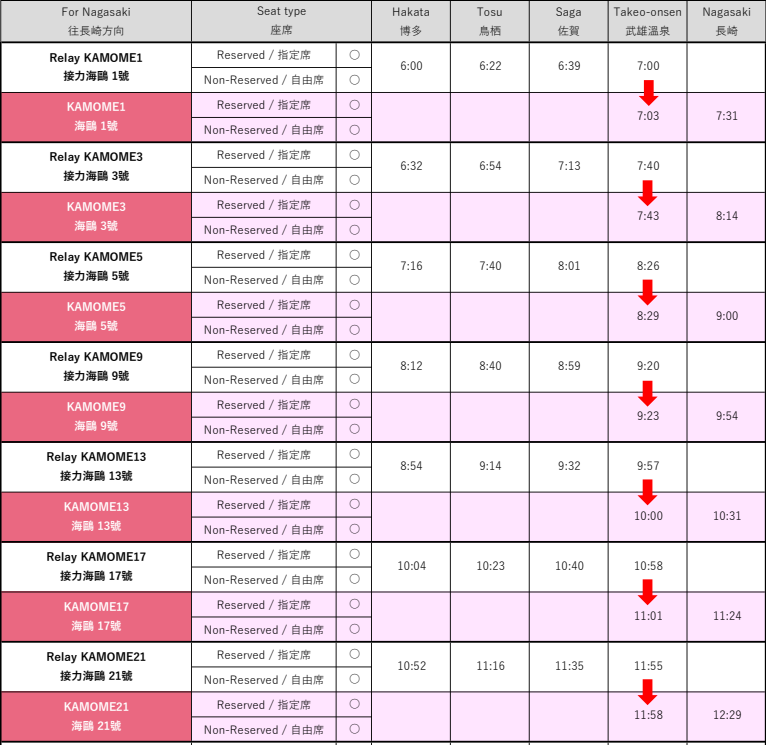 For Nagasaki Seat type Hakata Tosu Saga Takeo-onsen Nagasaki
往長崎方向 座席 博多 鳥栖 佐賀 武雄溫泉 長崎
Relay KAMOME1 Reserved / 指定席 ○
接力海鷗 1號 Non-Reserved / 自由席 ○ 6:00 6:22 6:39 7:00
KAMOME1 Reserved / 指定席 ○
海鷗 1號 Non-Reserved / 自由席 ○ 7:03 7:31
Relay KAMOME3 Reserved / 指定席 ○
接力海鷗 3號 Non-Reserved / 自由席 ○ 6:32 6:54 7:13 7:40
KAMOME3 Reserved / 指定席 ○
海鷗 3號 Non-Reserved / 自由席 ○ 7:43 8:14
Relay KAMOME5 Reserved / 指定席 ○
接力海鷗 5號 Non-Reserved / 自由席 ○ 7:16 7:40 8:01 8:26
KAMOME5 Reserved / 指定席 ○
海鷗 5號 Non-Reserved / 自由席 ○ 8:29 9:00
Relay KAMOME9 Reserved / 指定席 ○
接力海鷗 9號 Non-Reserved / 自由席 ○ 8:12 8:40 8:59 9:20
KAMOME9 Reserved / 指定席 ○
海鷗 9號 Non-Reserved / 自由席 ○ 9:23 9:54
Relay KAMOME13 Reserved / 指定席 ○
接力海鷗 13號 Non-Reserved / 自由席 ○ 8:54 9:14 9:32 9:57
KAMOME13 Reserved / 指定席 ○
海鷗 13號 Non-Reserved / 自由席 ○ 10:00 10:31
Relay KAMOME17 Reserved / 指定席 ○
接力海鷗 17號 Non-Reserved / 自由席 ○ 10:04 10:23 10:40 10:58
KAMOME17 Reserved / 指定席 ○
海鷗 17號 Non-Reserved / 自由席 ○ 11:01 11:24
Relay KAMOME21 Reserved / 指定席 ○
接力海鷗 21號 Non-Reserved / 自由席 ○ 10:52 11:16 11:35 11:55
KAMOME21 Reserved / 指定席 ○
海鷗 21號 Non-Reserved / 自由席 ○ 11:58 12:29